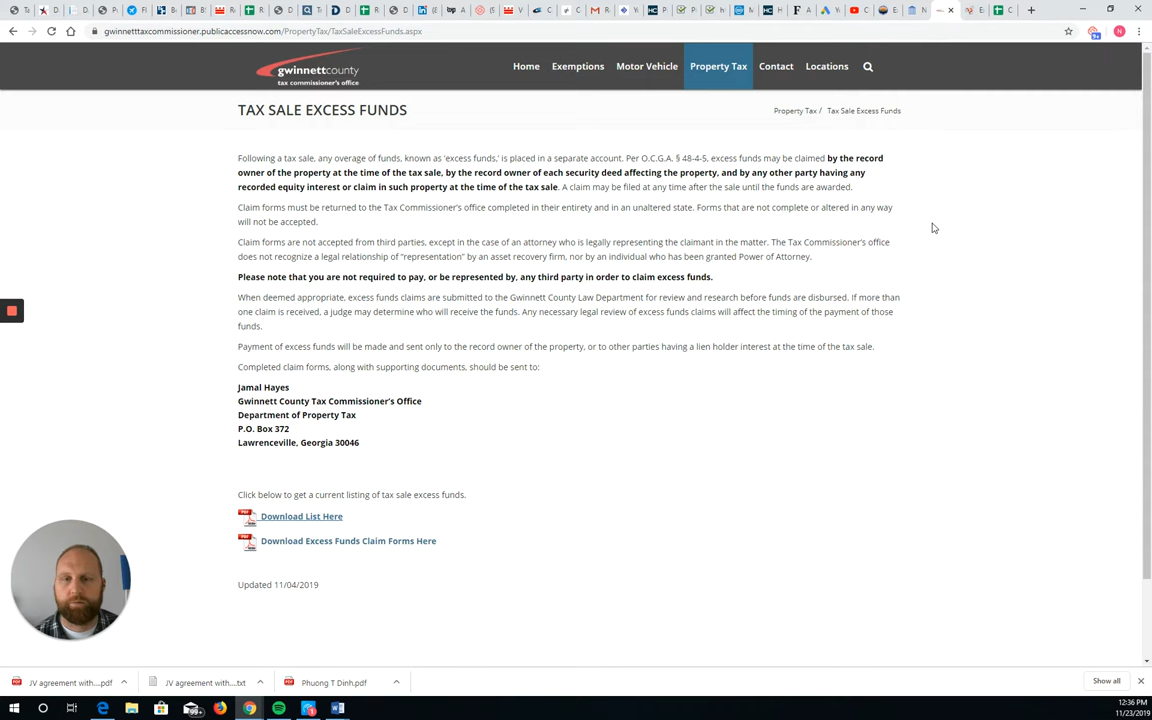 gwinnetttaxcommissioner.publicaccessnow.com/PropertyTax/TaxSaleExcessFunds.aspx
gwinnettcounty
tax commissioner's office
Home Exemptions Motor Vehicle Property Tax Contact Locations
TAX SALE EXCESS FUNDS
Property Tax / Tax Sale Excess Funds
Following a tax sale, any overage of funds, known as 'excess funds,' is placed in a separate account. Per O.C.G.A. § 48-4-5, excess funds may be claimed by the record
owner of the property at the time of the tax sale, by the record owner of each security deed affecting the property, and by any other party having any
recorded equity interest or claim in such property at the time of the tax sale. A claim may be filed at any time after the sale until the funds are awarded.
Claim forms must be returned to the Tax Commissioner's office completed in their entirety and in an unaltered state. Forms that are not complete or altered in any way
will not be accepted.
Claim forms are not accepted from third parties, except in the case of an attorney who is legally representing the claimant in the matter. The Tax Commissioner's office
does not recognize a legal relationship of "representation" by an asset recovery firm, nor by an individual who has been granted Power of Attorney.
Please note that you are not required to pay, or be represented by, any third party in order to claim excess funds.
When deemed appropriate, excess funds claims are submitted to the Gwinnett County Law Department for review and research before funds are disbursed. If more than
one claim is received, a judge may determine who will receive the funds. Any necessary legal review of excess funds claims will affect the timing of the payment of those
funds.
Payment of excess funds will be made and sent only to the record owner of the property, or to other parties having a lien holder interest at the time of the tax sale.
Completed claim forms, along with supporting documents, should be sent to:
Jamal Hayes
Gwinnett County Tax Commissioner's Office
Department of Property Tax
P.O. Box 372
Lawrenceville, Georgia 30046
Click below to get a current listing of tax sale excess funds.
Download List Here
Download Excess Funds Claim Forms Here
Updated 11/04/2019
JV agreement with....pdf
JV agreement with....txt
Phuong T Dinh.pdf
Show all
12:36 PM
11/23/2019